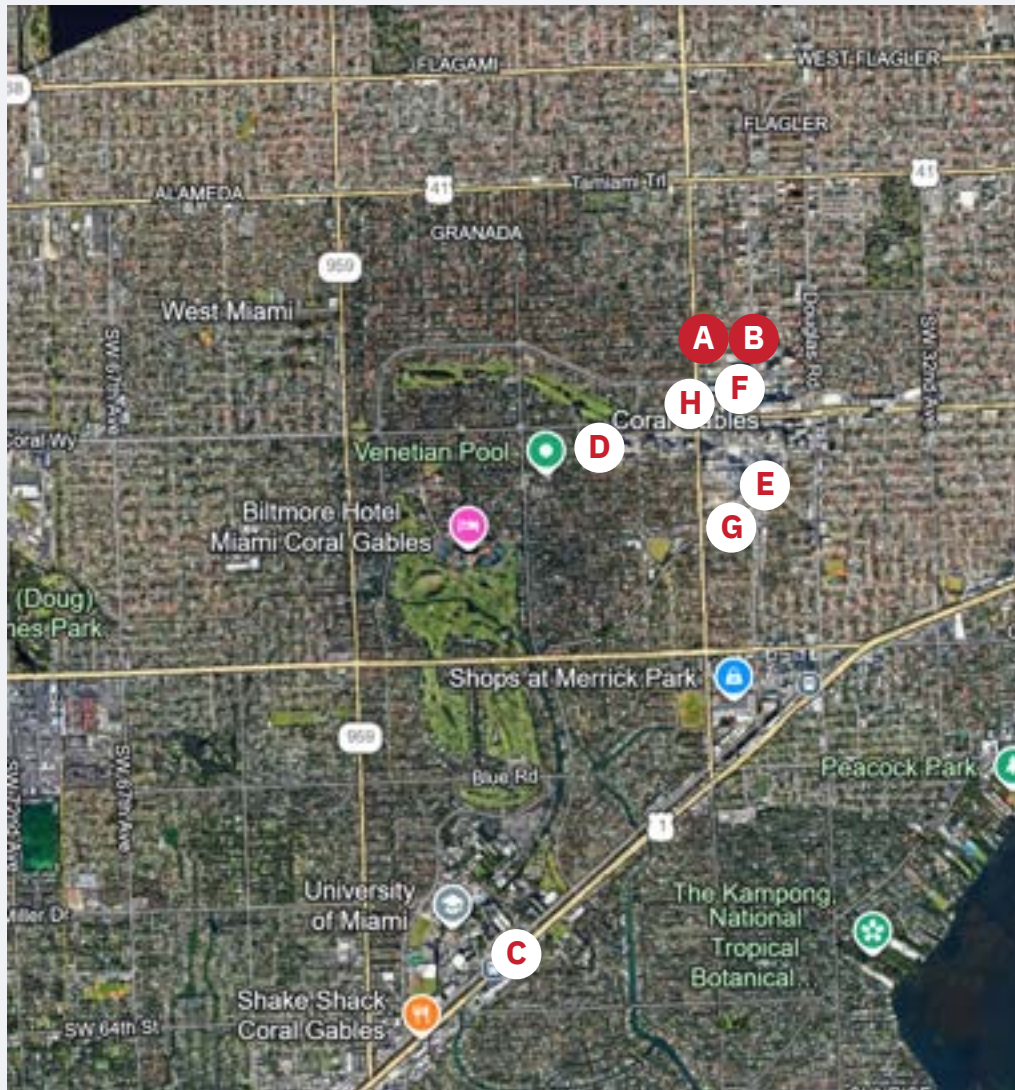 FLAGAMI
WEST FLAGLER
68
FLAGLER
41
Tamiami Trl
41
ALAMEDA
GRANADA
959
West Miami
Douglas Rd
SW 67th Ave
SW 32nd Ave
A
B
F
H
Coral Gables
oral Wy
Venetian Pool
D
E
Biltmore Hotel
Miami Coral Gables
G
(Doug)
nes Park
Shops at Merrick Park
959
SW 67th Ave
Blue Rd
Peacock Park
1
University
of Miami
The Kampong,
National
Tropical
Botanical...
Miller Dr
C
Shake Shack
Coral Gables
SW 64th St